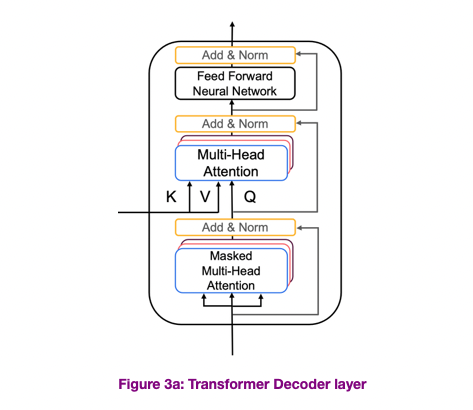 Add & Norm
Feed Forward
Neural Network
Add & Norm
Multi-Head
Attention
K V Q
Add & Norm
Masked
Multi-Head
Attention
Figure 3a: Transformer Decoder layer